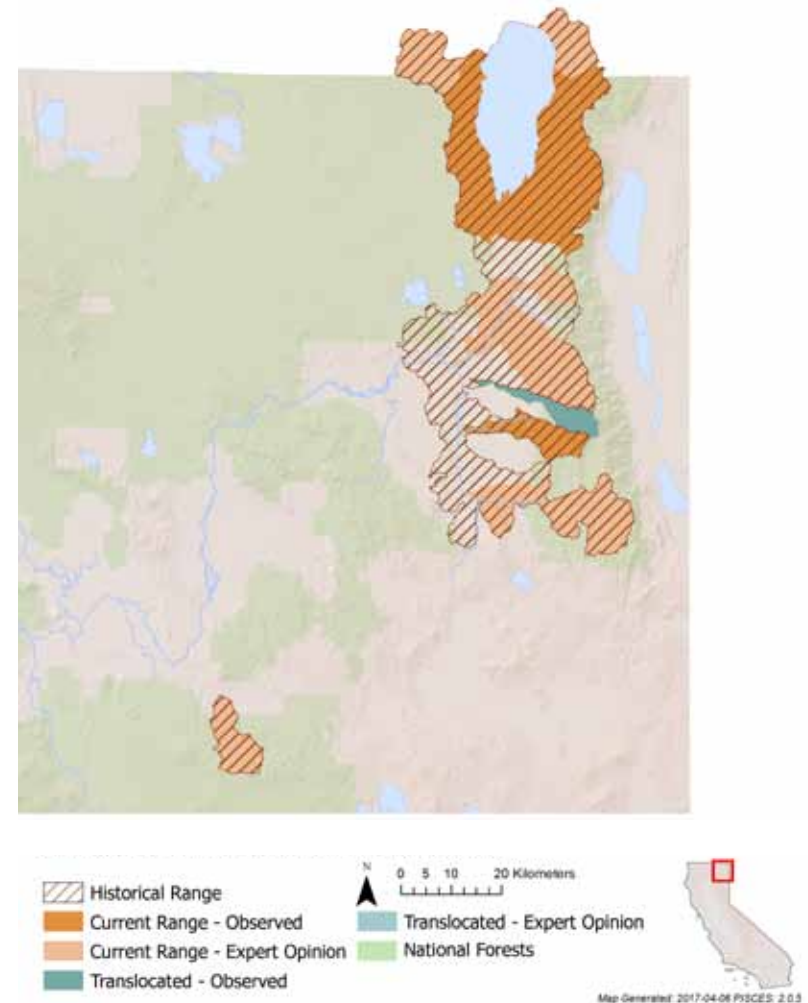 N
0 5 10 20 Kilometers
Historical Range
Current Range - Observed
Current Range - Expert Opinion
Translocated - Observed
Translocated - Expert Opinion
National Forests
Map Generated: 2017-04-06 PISCES: 2.0.5